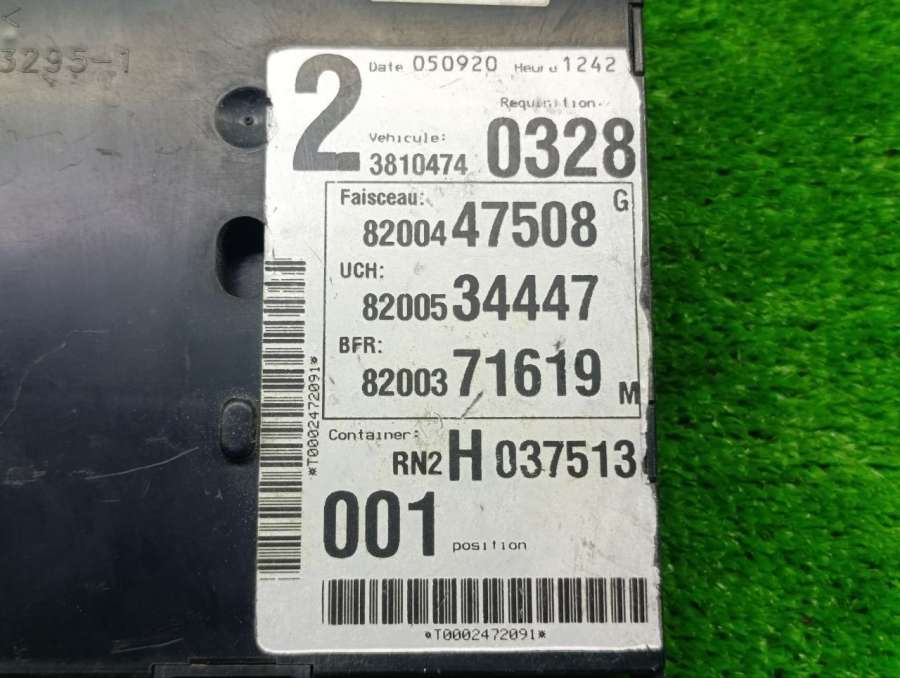 3295-1
2 Date 050920 Heure 1242
Requisition
Vehicule:
3810474 0328
Faisceau: G
8200447508
UCH:
8200534447
BFR:
8200371619 M
Container:
RN2 H 037513
001 position
*T0002472091*
*T0002472091*